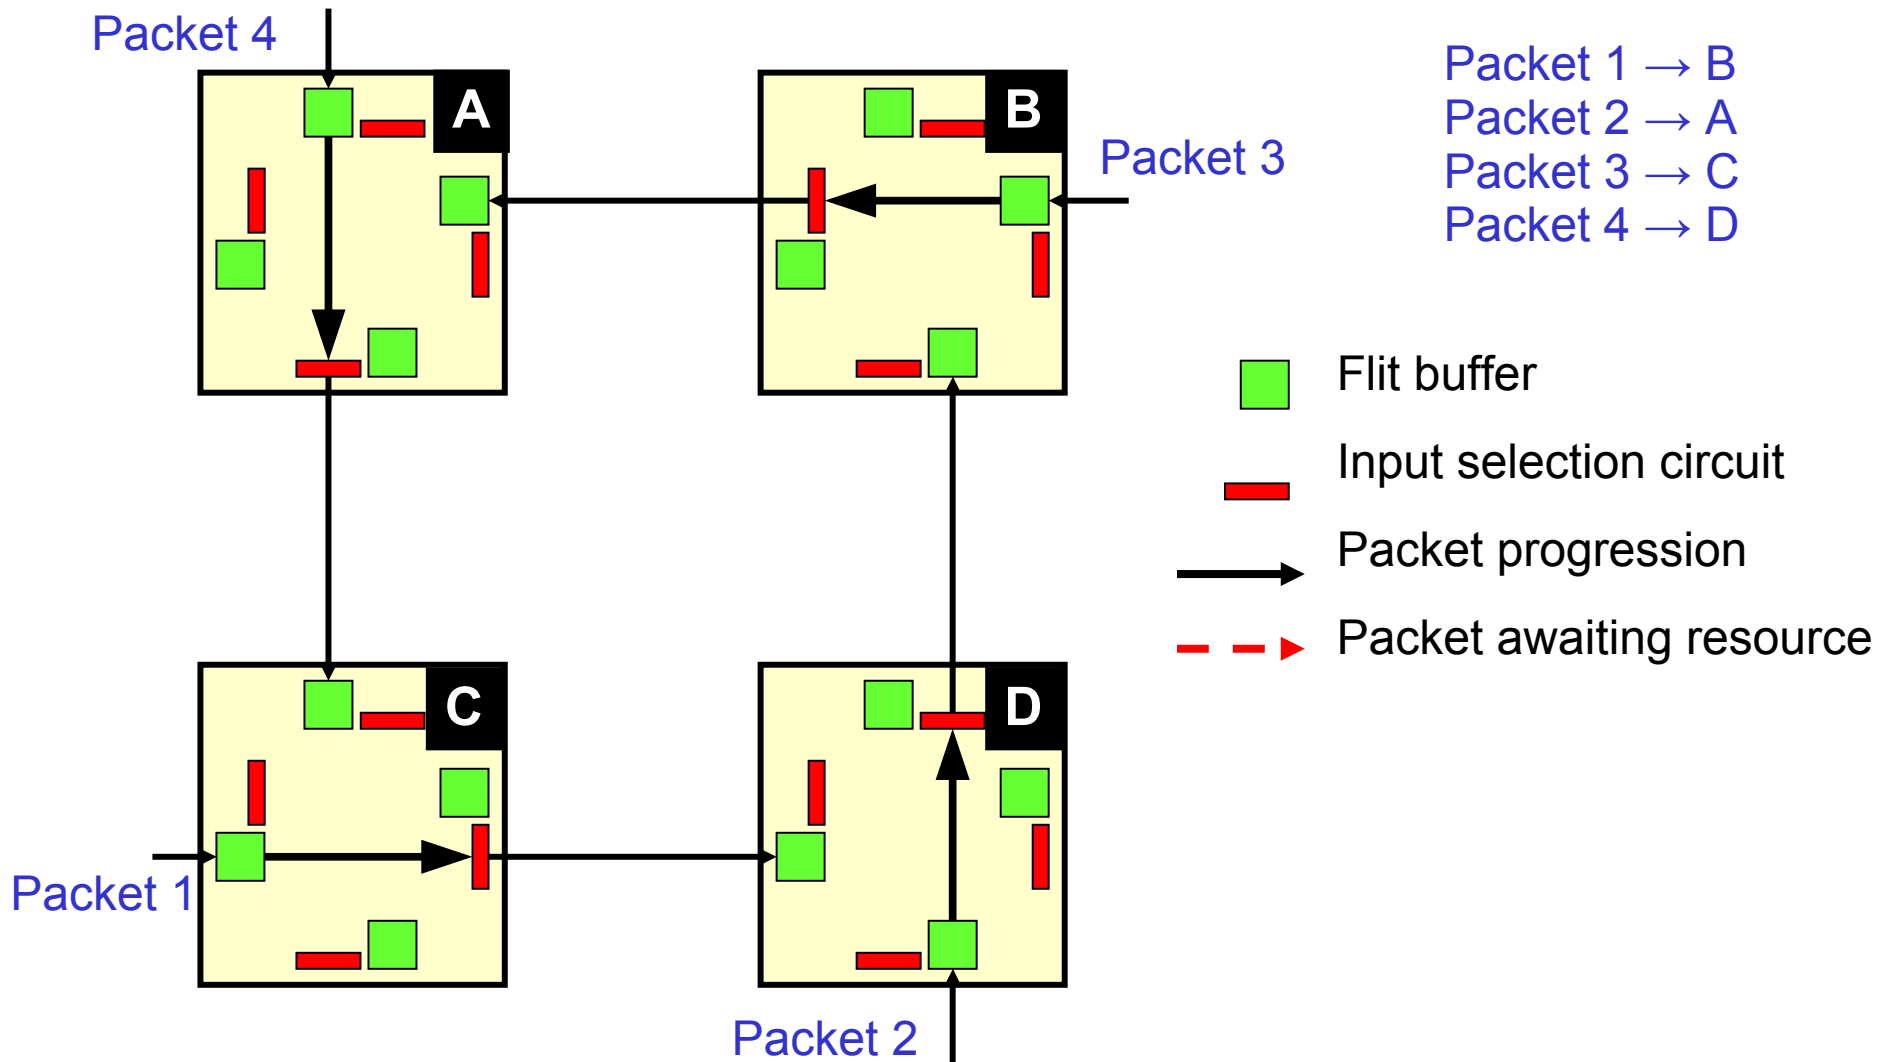 Packet 4
A
B
Packet 3
Packet 1 → B
Packet 2 → A
Packet 3 → C
Packet 4 → D
Flit buffer
Input selection circuit
Packet progression
Packet awaiting resource
C
D
Packet 1
Packet 2